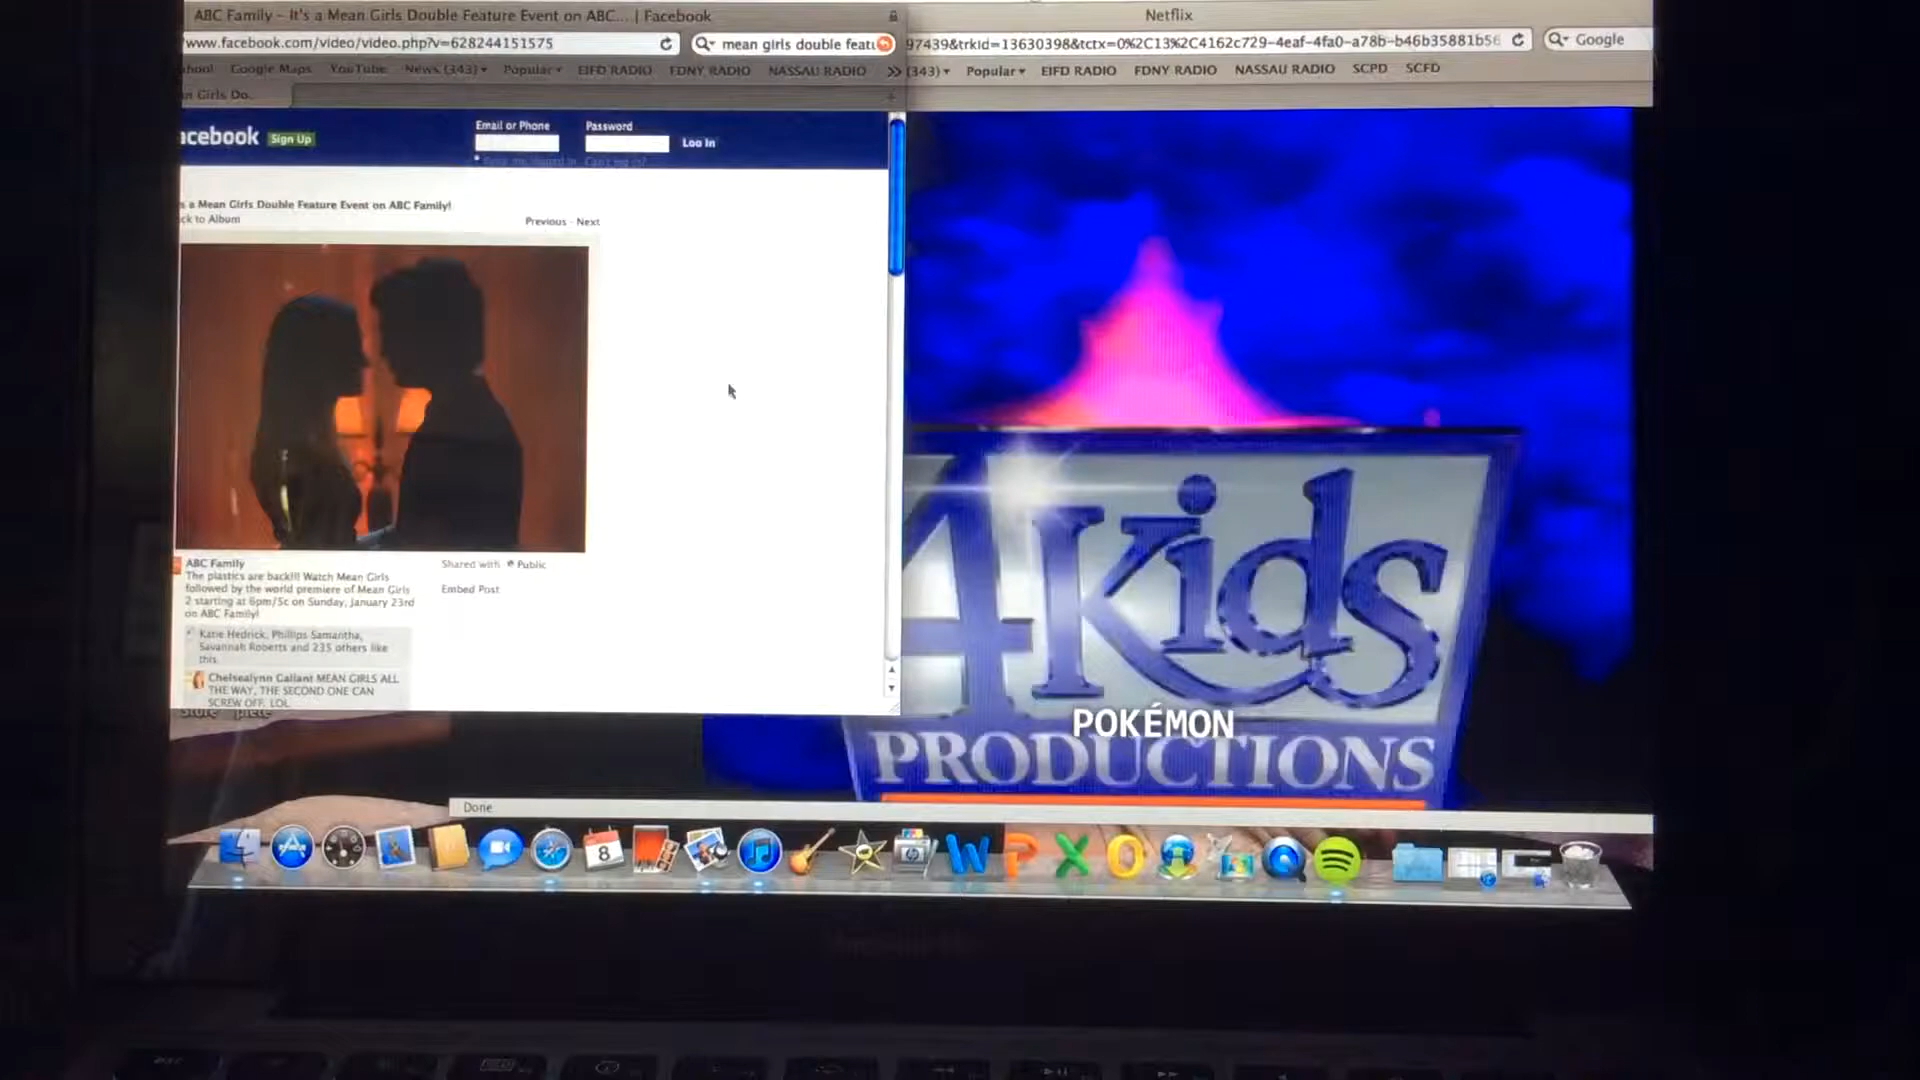 ABC Family – It's a Mean Girls Double Feature Event on ABC... | Facebook
Netflix
www.facebook.com/video/video.php?v=628244151575
mean girls double featu
97439&trkid=13630398&tctx=0%2C13%2C4162c729-4eaf-4fa0-a78b-b46b35881b56
Google
ahoo! Google Maps YouTube News (343) Popular EIFD RADIO FDNY RADIO NASSAU RADIO
(343) Popular EIFD RADIO FDNY RADIO NASSAU RADIO SCPD SCFD
n Girls Do...
acebook
Sign Up
Email or Phone
Password
Log In
s a Mean Girls Double Feature Event on ABC Family!
ck to Album
Previous - Next
ABC Family
The plastics are back!!! Watch Mean Girls
followed by the world premiere of Mean Girls
2 starting at 6pm/5c on Sunday, January 23rd
on ABC Family!
Shared with Public
Embed Post
Katie Hedrick, Phillips Samantha,
Savannah Roberts and 235 others like
this.
Chelsealynn Gallant MEAN GIRLS ALL
THE WAY, THE SECOND ONE CAN
SCREW OFF. LOL
4Kids
PRODUCTIONS
POKÉMON
Done
8